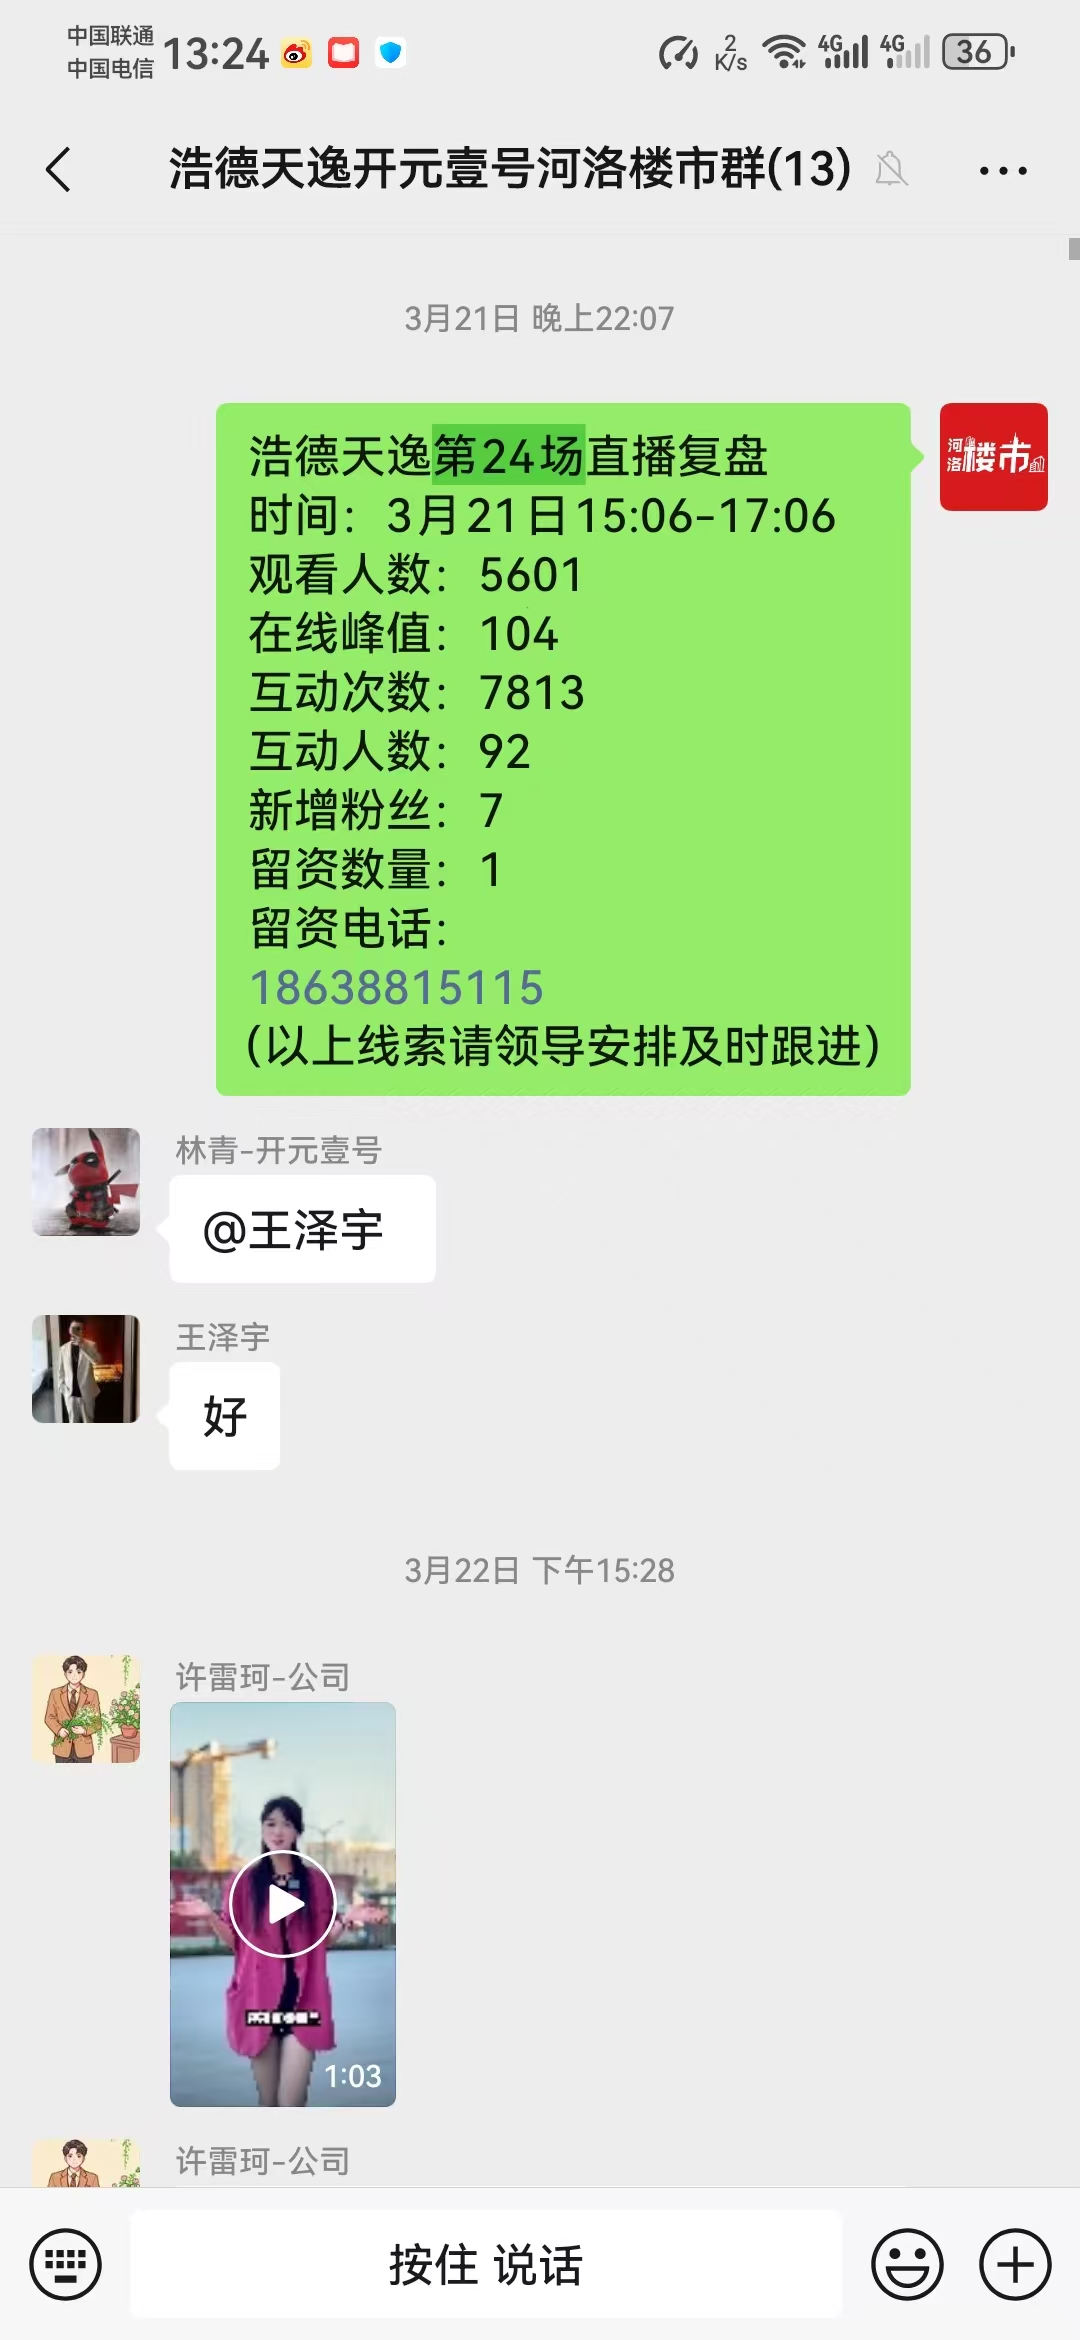 中国联通
中国电信
13:24
2
K/s
4G
4G
36
浩德天逸开元壹号河洛楼市群(13)
3月21日 晚上22:07
浩德天逸第24场直播复盘
时间：3月21日15:06-17:06
观看人数：5601
在线峰值：104
互动次数：7813
互动人数：92
新增粉丝：7
留资数量：1
留资电话：
18638815115
(以上线索请领导安排及时跟进)
河洛楼市
林青-开元壹号
@王泽宇
王泽宇
好
3月22日 下午15:28
许雷珂-公司
1:03
许雷珂-公司
按住 说话